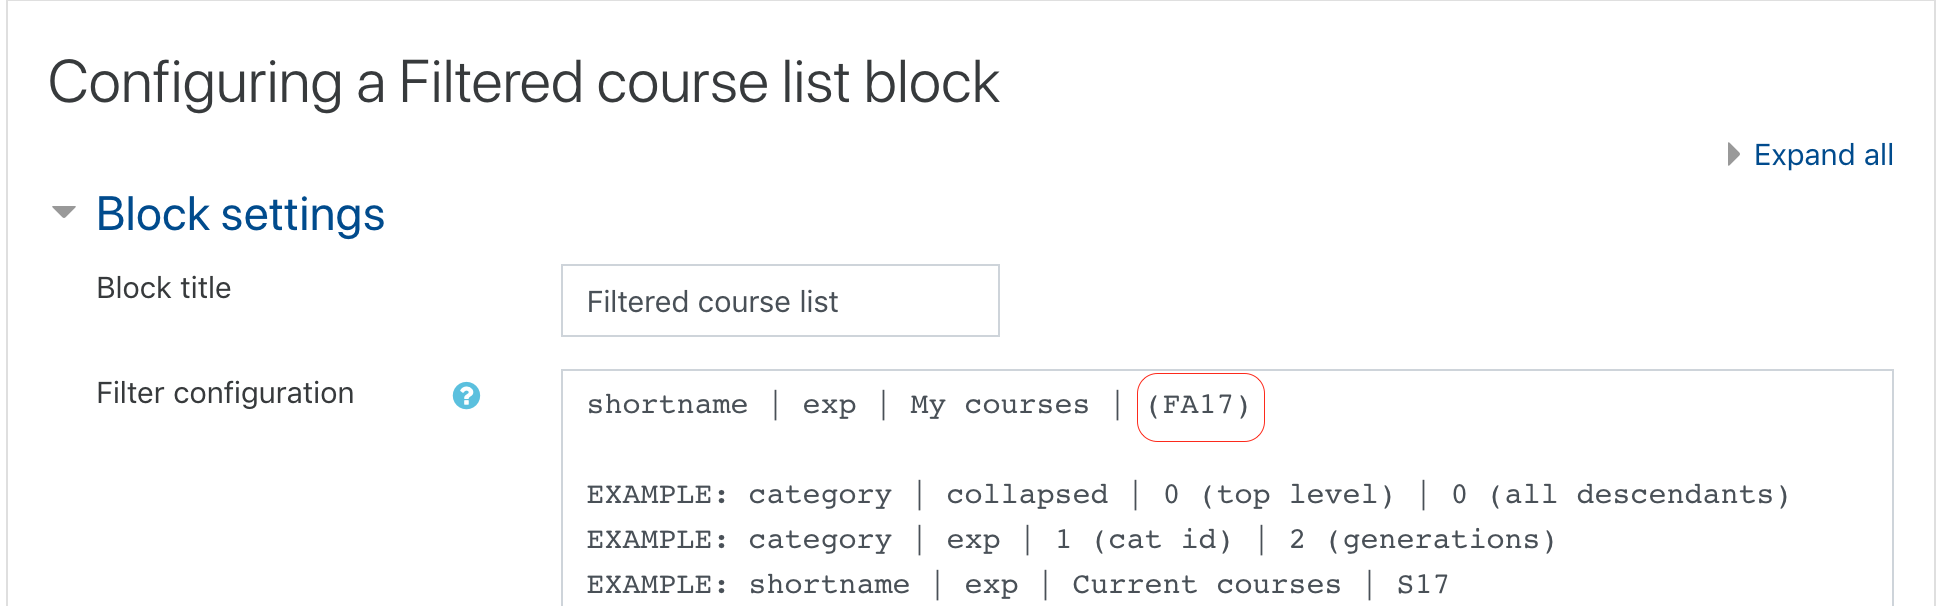 Configuring a Filtered course list block
Expand all
Block settings
Block title
Filtered course list
Filter configuration
?
shortname | exp | My courses | (FA17)
EXAMPLE: category | collapsed | 0 (top level) | 0 (all descendants)
EXAMPLE: category | exp | 1 (cat id) | 2 (generations)
EXAMPLE: shortname | exp | Current courses | S17